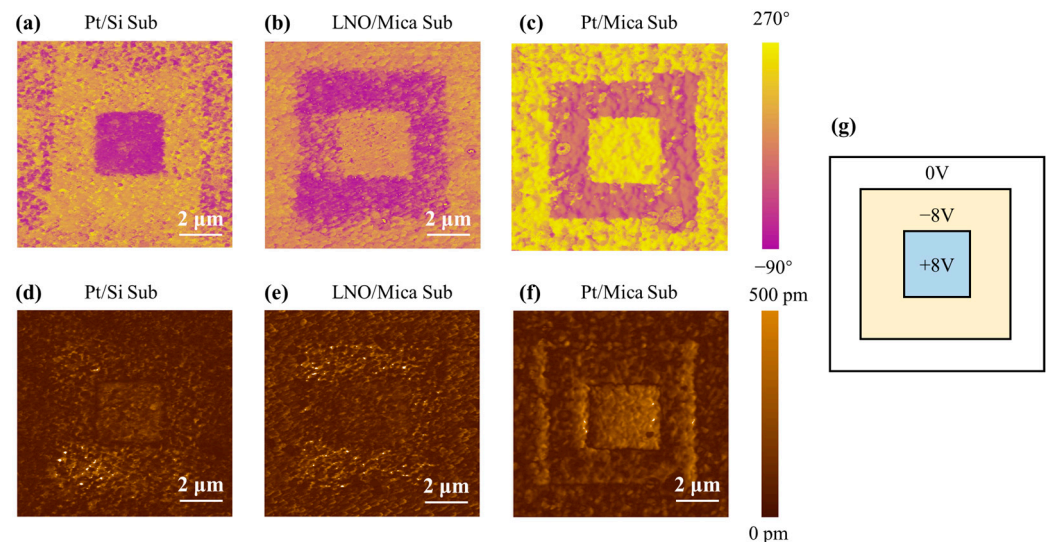 (a) Pt/Si Sub
(b) LNO/Mica Sub
(c) Pt/Mica Sub
270°
2 μm
2 μm
2 μm
−90°
(g)
0V
−8V
+8V
(d) Pt/Si Sub
(e) LNO/Mica Sub
(f) Pt/Mica Sub
500 pm
2 μm
2 μm
2 μm
0 pm